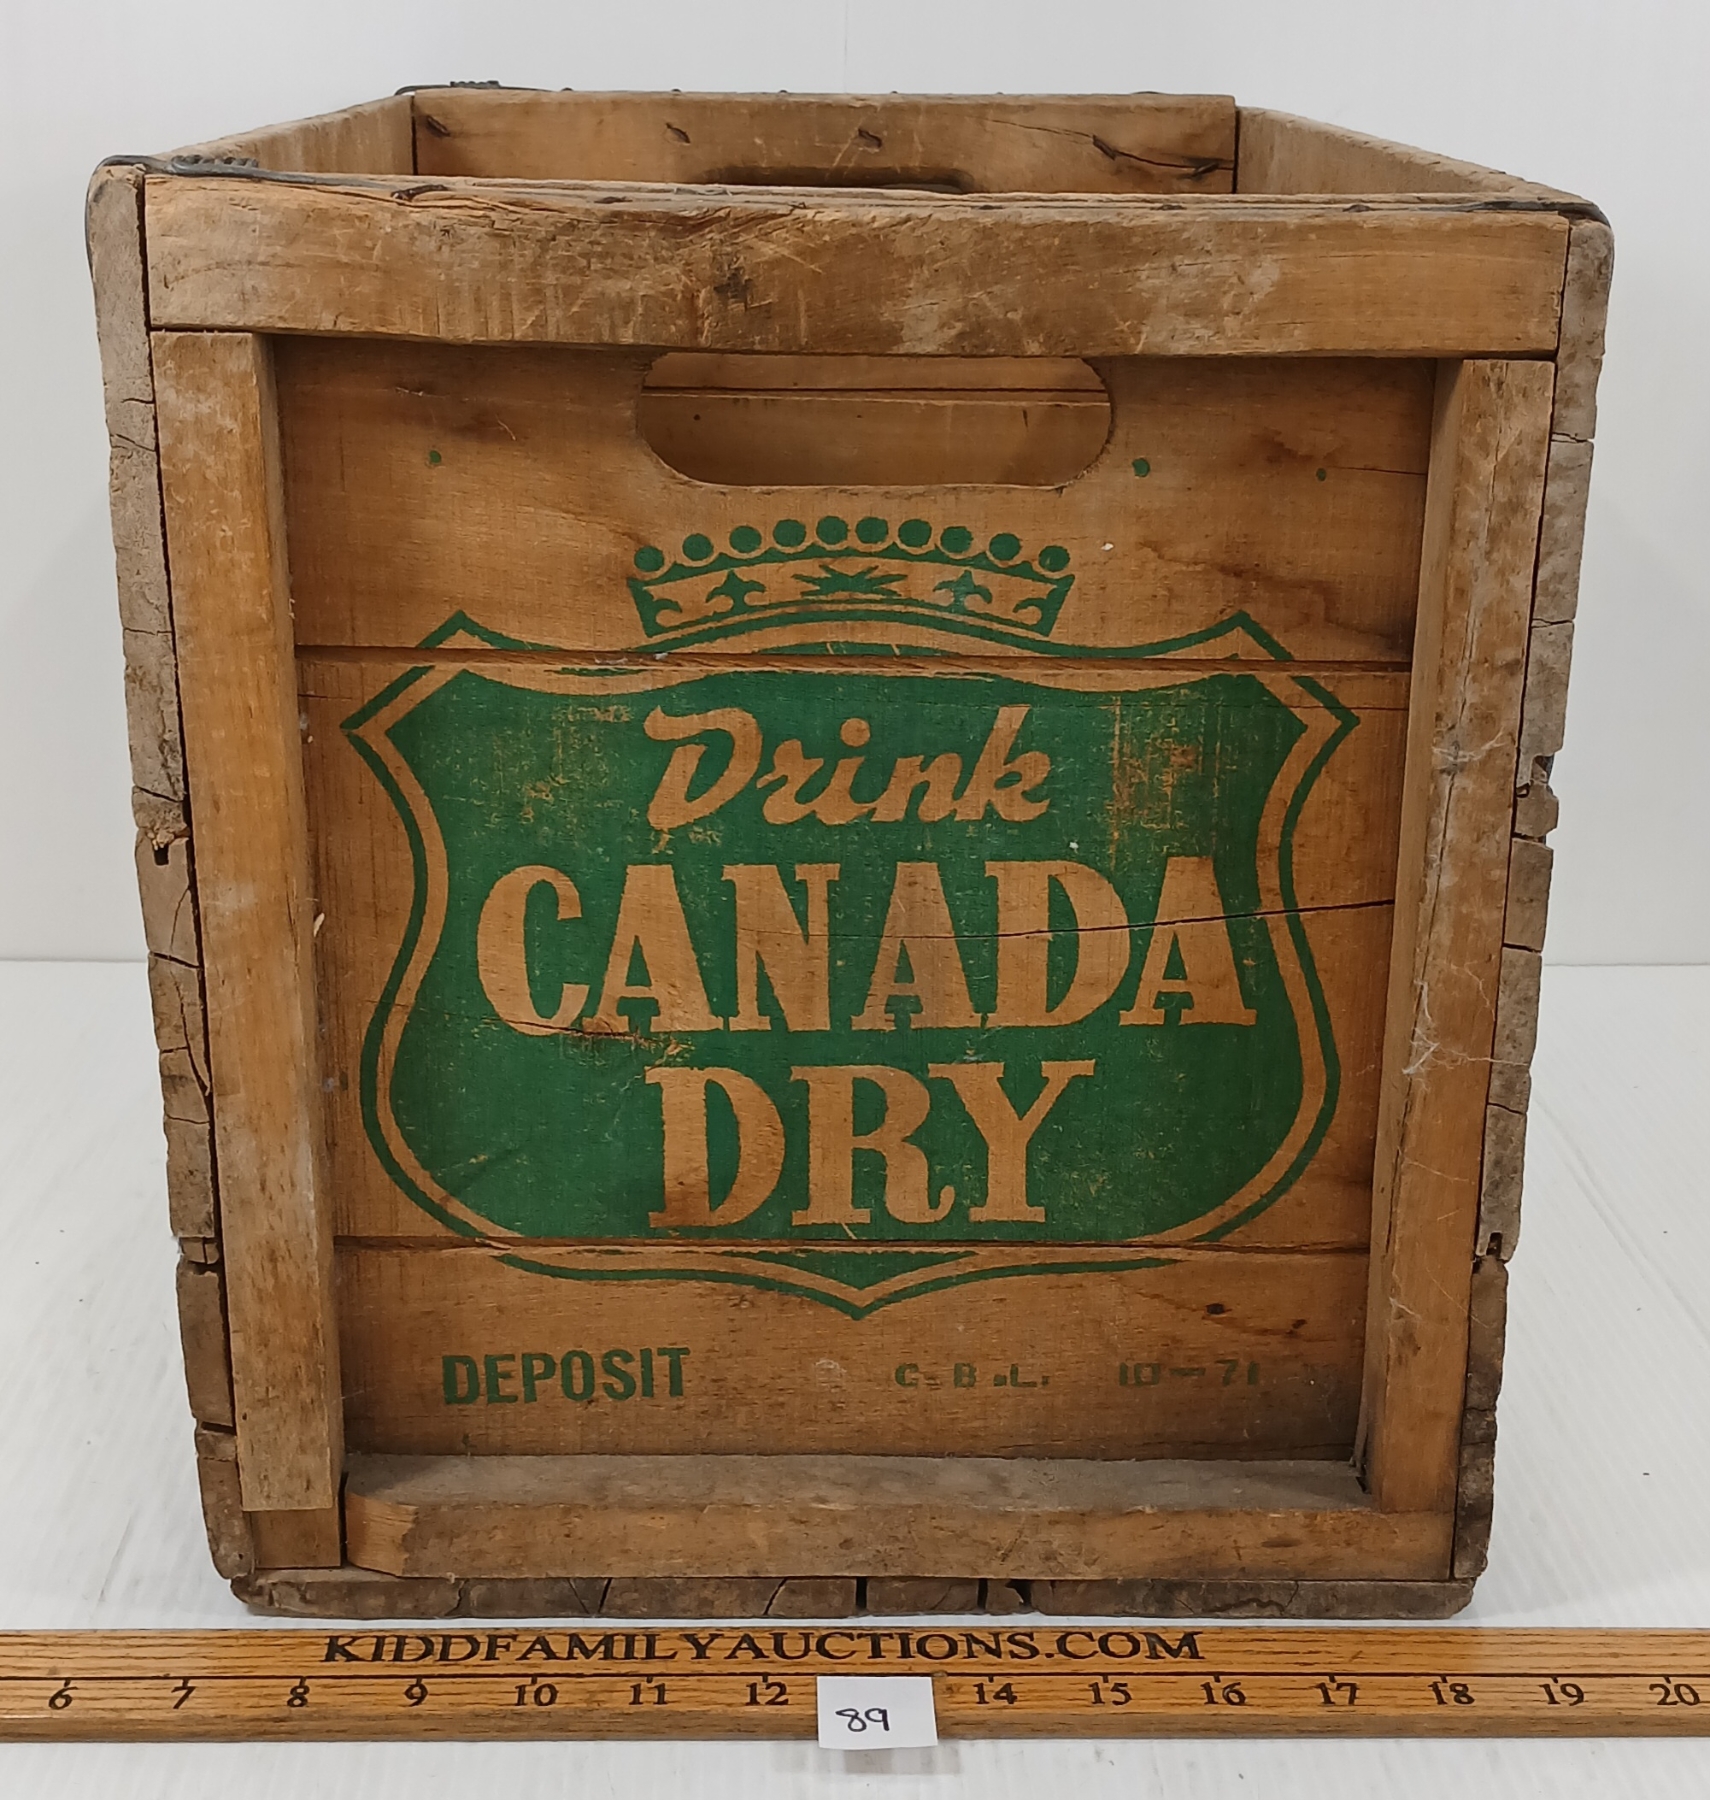 Drink
CANADA
DRY
DEPOSIT C.B.L. 10-71
KIDDFAMILYAUCTIONS.COM
6 7 8 9 10 11 12 14 15 16 17 18 19 20
89